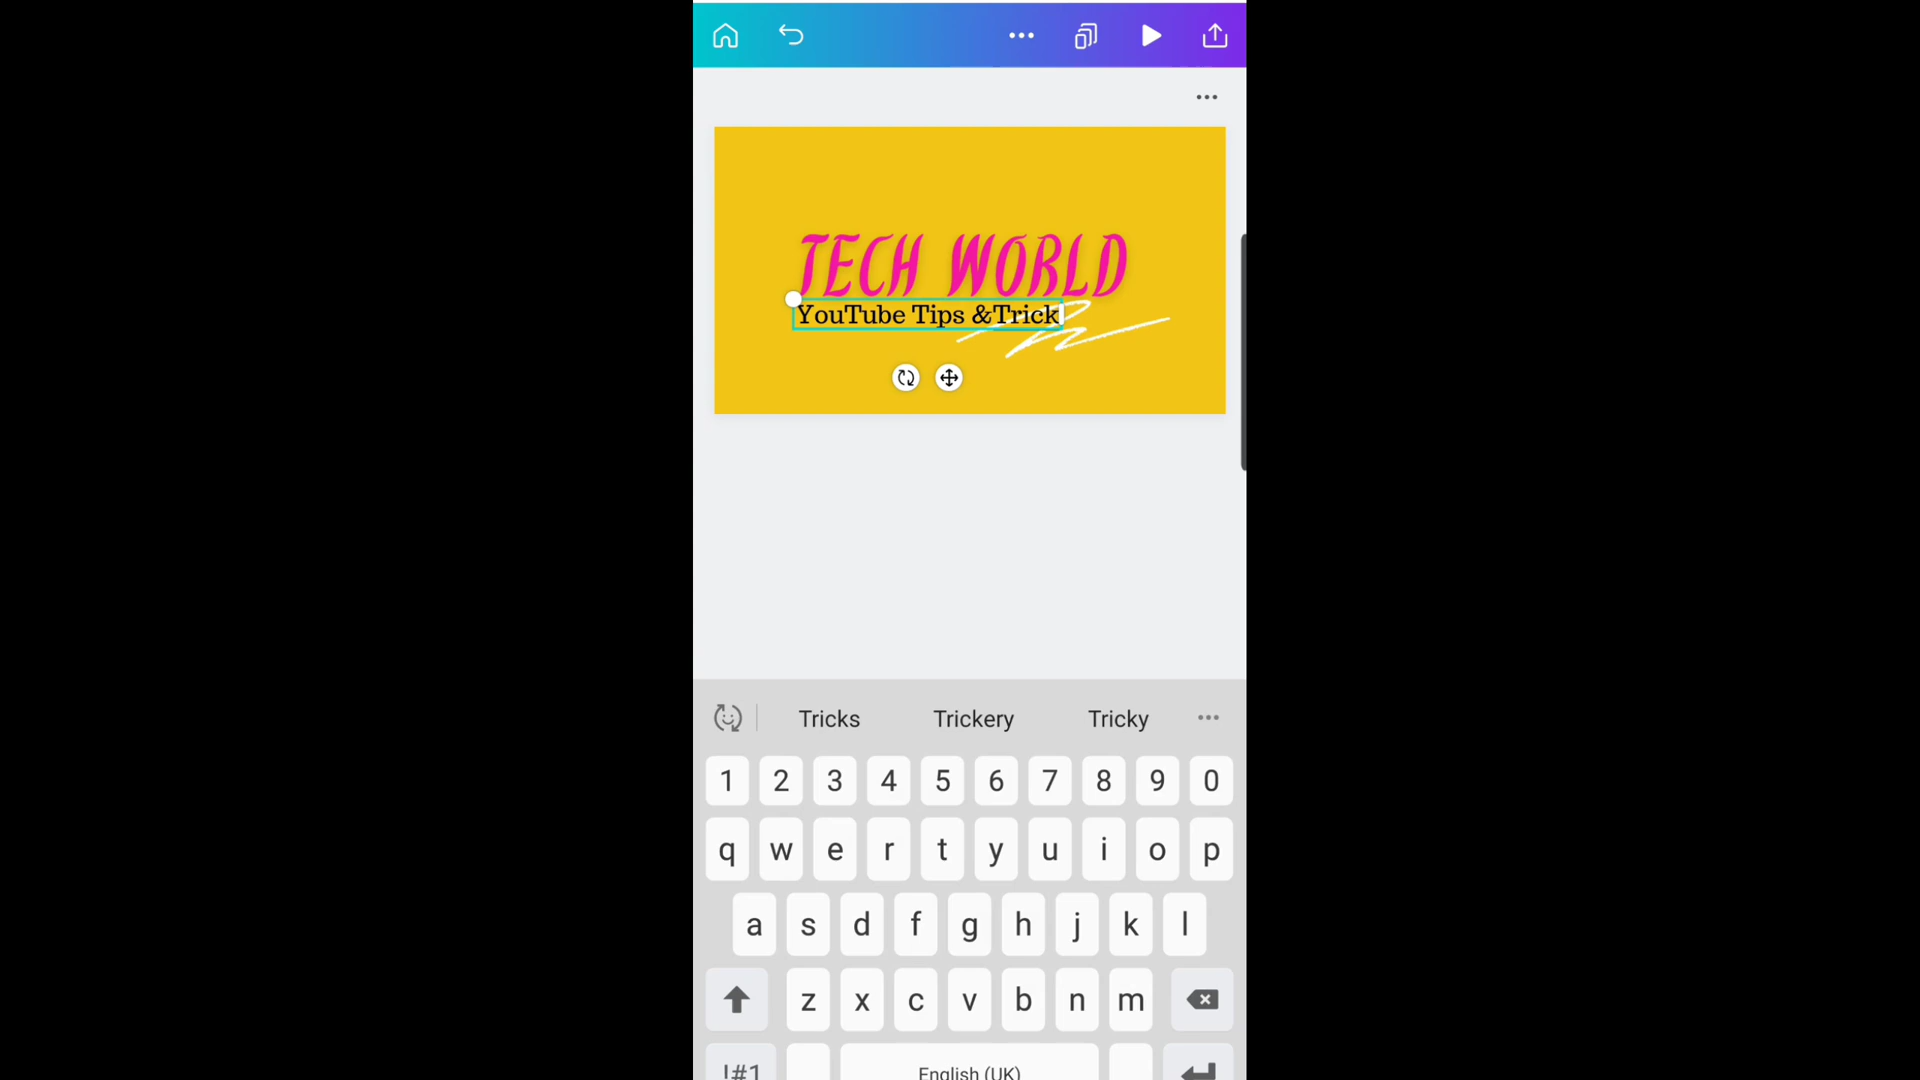 TECH WORLD
YouTube Tips &Trick
Tricks Trickery Tricky
1 2 3 4 5 6 7 8 9 0
q w e r t y u i o p
a s d f g h j k l
z x c v b n m
!#1 English (UK)